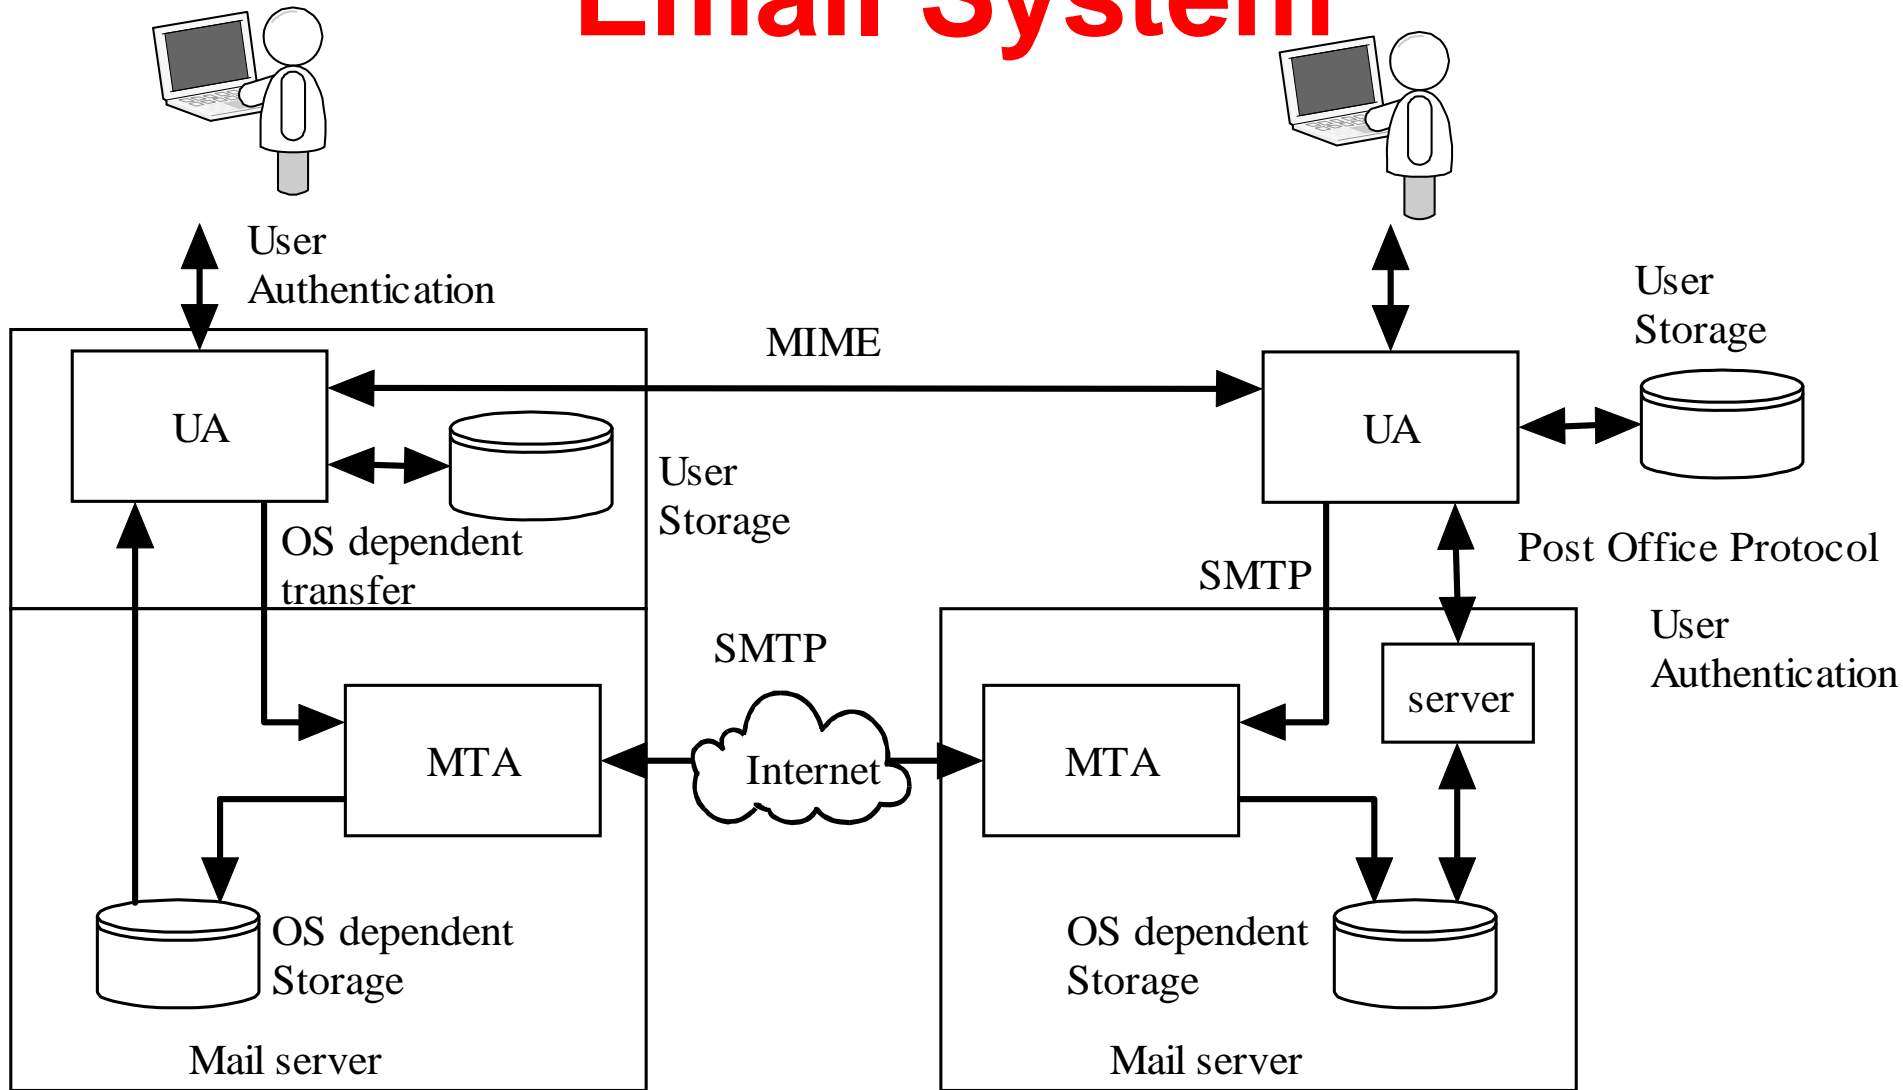 Email System
User
Authentication
MIME
User
Storage
UA
UA
User
Storage
OS dependent
transfer
SMTP
Post Office Protocol
SMTP
User
Authentication
server
MTA
Internet
MTA
OS dependent
Storage
OS dependent
Storage
Mail server
Mail server